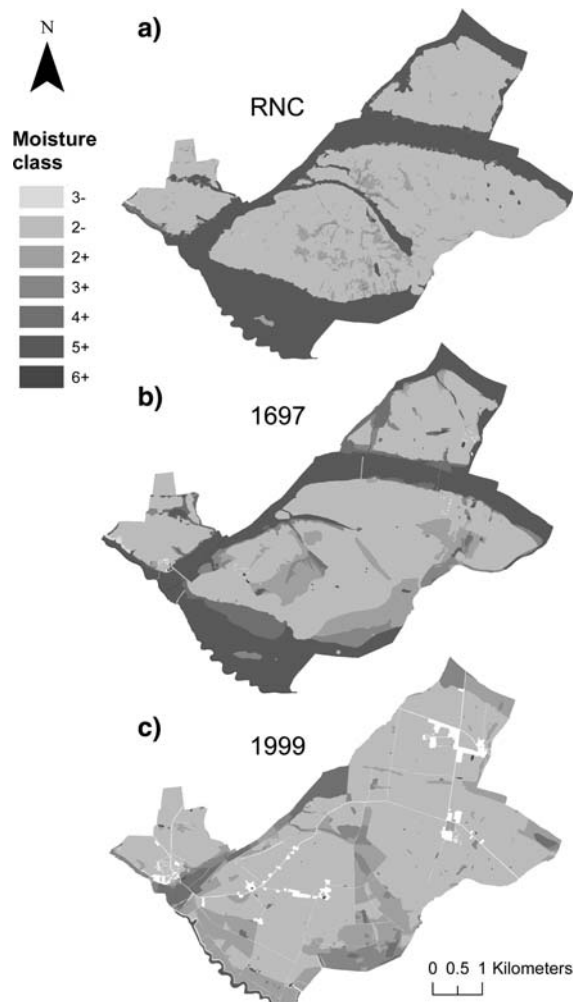 a)
N
RNC
Moisture
class
3-
2-
2+
3+
4+
5+
6+
b)
1697
c)
1999
0 0.5 1 Kilometers